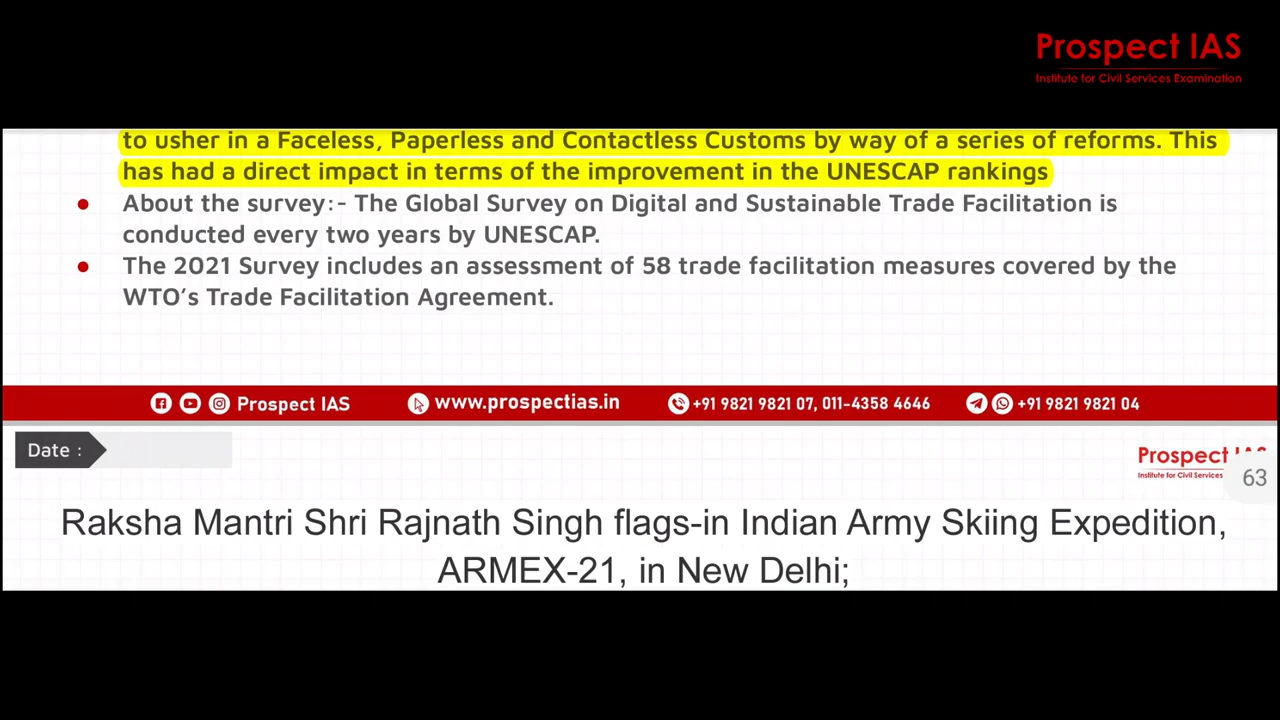 Prospect IAS
Institute for Civil Services Examination
to usher in a Faceless, Paperless and Contactless Customs by way of a series of reforms. This
has had a direct impact in terms of the improvement in the UNESCAP rankings
● About the survey:- The Global Survey on Digital and Sustainable Trade Facilitation is
conducted every two years by UNESCAP.
● The 2021 Survey includes an assessment of 58 trade facilitation measures covered by the
WTO’s Trade Facilitation Agreement.
Prospect IAS www.prospectias.in +91 9821 9821 07, 011-4358 4646 +91 9821 9821 04
Date :
Prospect
Institute for Civil Services
63
Raksha Mantri Shri Rajnath Singh flags-in Indian Army Skiing Expedition,
ARMEX-21, in New Delhi;